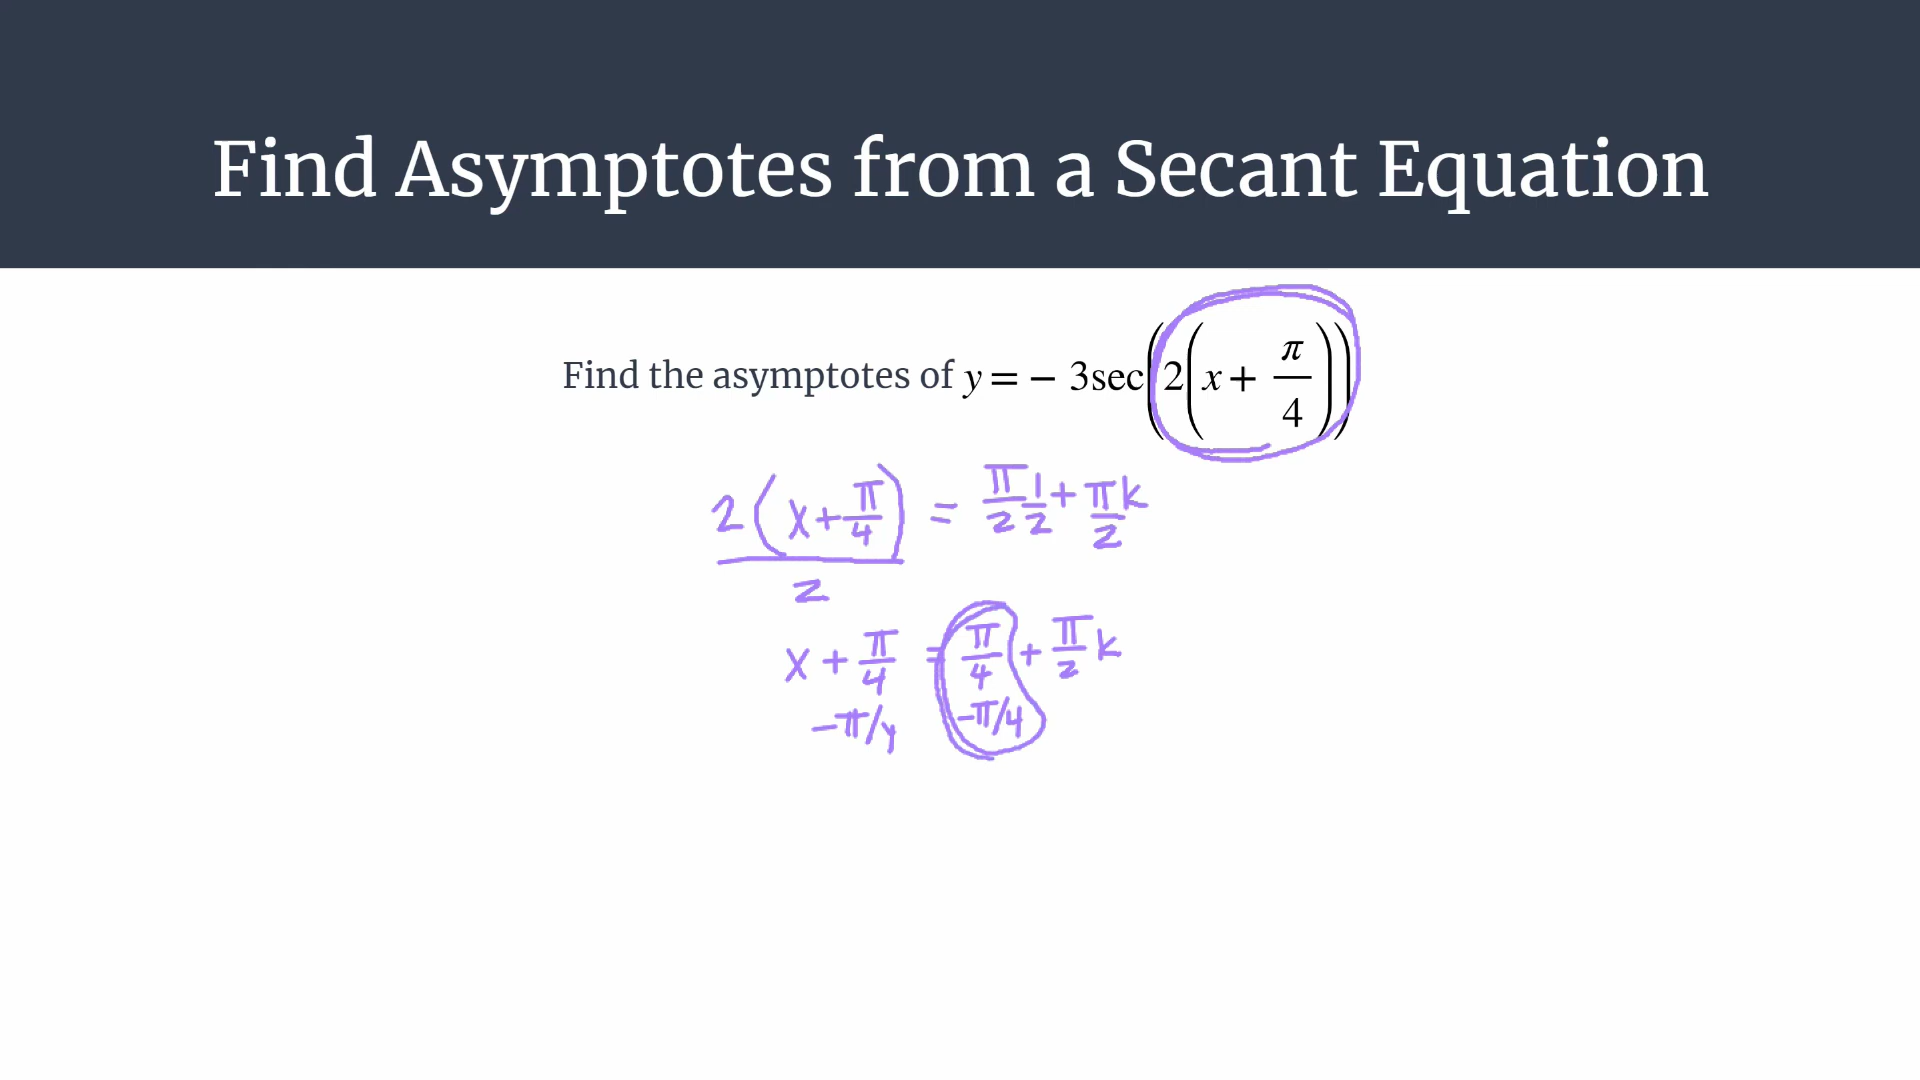 Find Asymptotes from a Secant Equation
Find the asymptotes of y = − 3sec(2(x + π/4))
2(x + π/4) = π/2 1/2 + πk/2
2
x + π/4 = π/4 + π/2 k
−π/4 −π/4